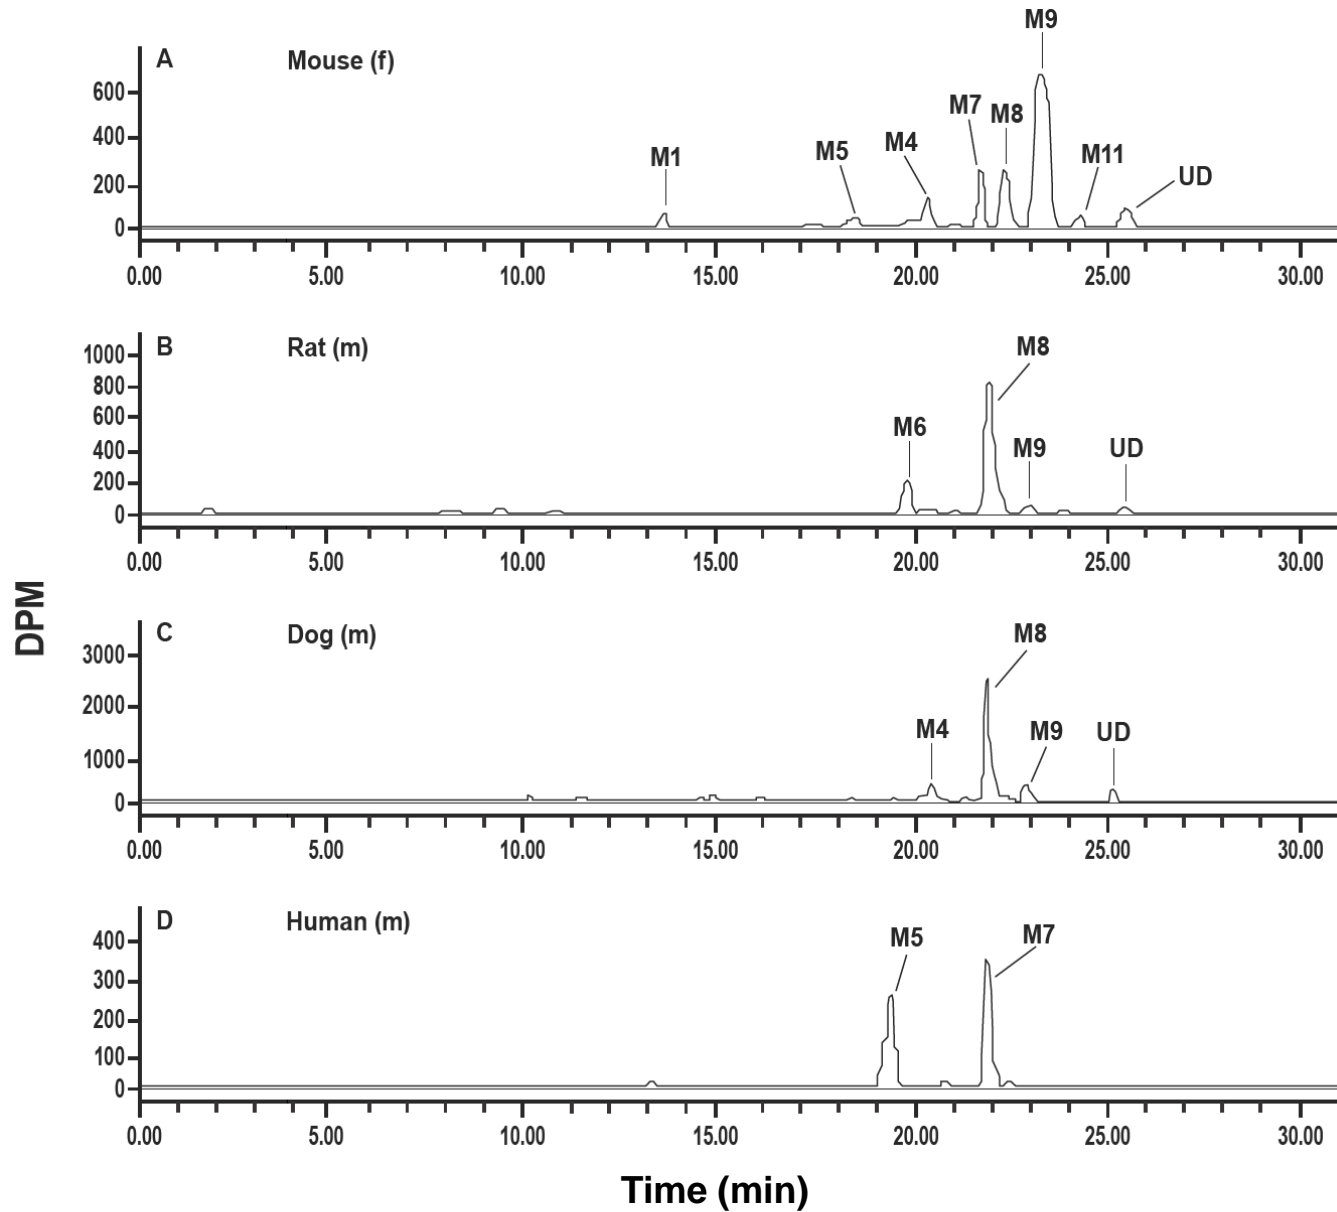 M9
A Mouse (f)
600
M7 M8
400
M5 M4 M1 M11
200
UD
0
0.00 5.00 10.00 15.00 20.00 25.00 30.00
B Rat (m)
M8
1000
800
600
M6
400
M9 UD
200
0
0.00 5.00 10.00 15.00 20.00 25.00 30.00
DPM
C Dog (m)
M8
3000
2000
M4 M9 UD
1000
0
0.00 5.00 10.00 15.00 20.00 25.00 30.00
D Human (m)
M5 M7
400
300
200
100
0
0.00 5.00 10.00 15.00 20.00 25.00 30.00
Time (min)